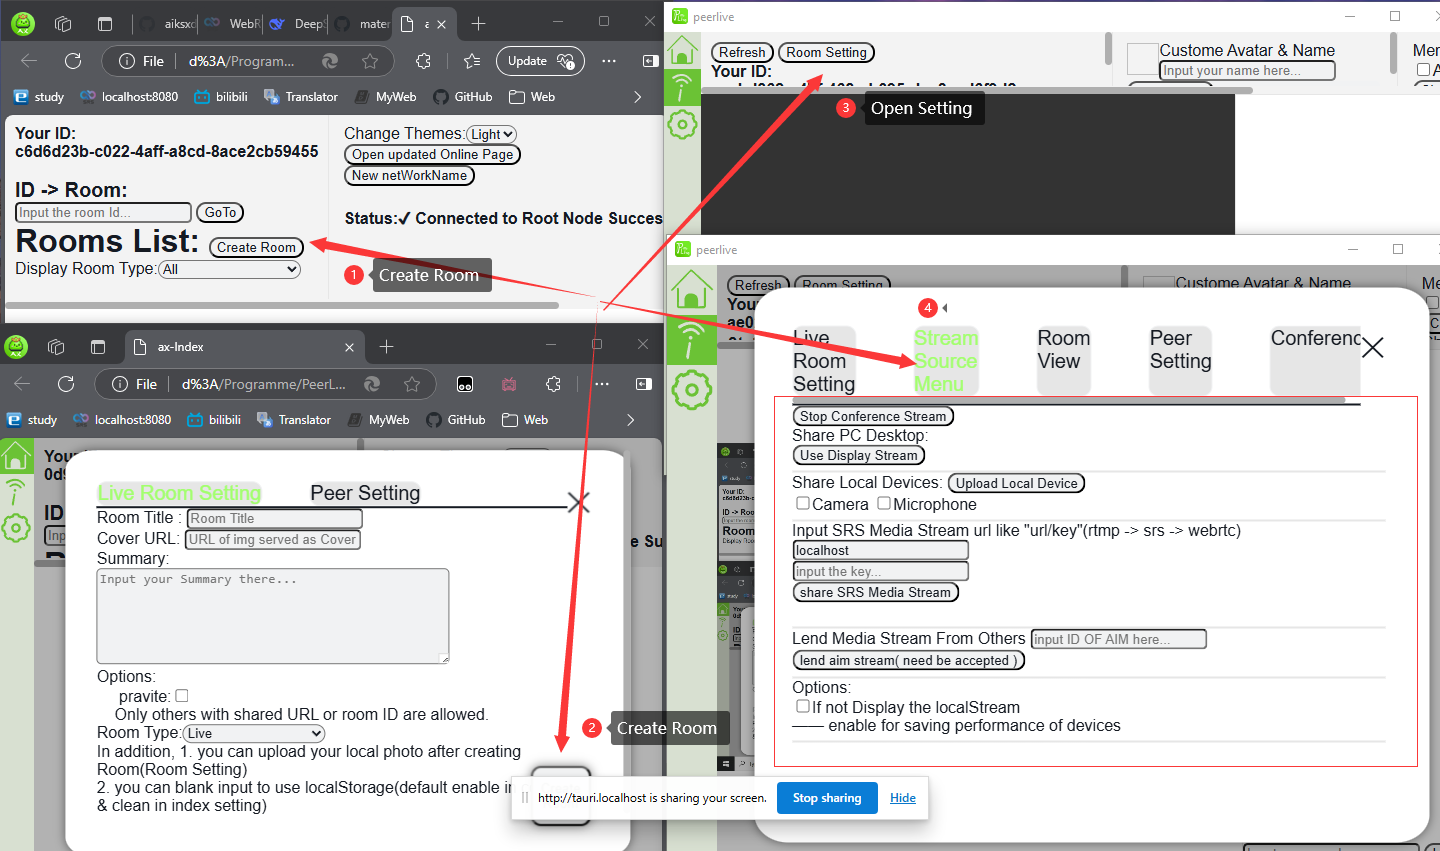 aiksxd
WebR
DeepS
mater
a
File
d%3A/Program...
Update
study
localhost:8080
bilibili
Translator
MyWeb
GitHub
Web
Your ID:
c6d6d23b-c022-4aff-a8cd-8ace2cb59455
ID -> Room:
Input the room Id...
GoTo
Rooms List:
Create Room
Display Room Type:
All
Change Themes:
Light
Open updated Online Page
New netWorkName
Status:✔ Connected to Root Node Succes
1
Create Room
peerlive
Refresh
Room Setting
Your ID:
Custome Avatar & Name
Input your name here...
Mer
3
Open Setting
ax-Index
File
d%3A/Programme/PeerL...
study
localhost:8080
bilibili
Translator
MyWeb
GitHub
Web
You
0d9
ID
e Su
Live Room Setting
Peer Setting
Room Title :
Room Title
Cover URL:
URL of img served as Cover
Summary:
Input your Summary there...
Options:
pravite:
Only others with shared URL or room ID are allowed.
Room Type:
Live
In addition, 1. you can upload your local photo after creating
Room(Room Setting)
2. you can blank input to use localStorage(default enable in
& clean in index setting)
2
Create Room
peerlive
Refresh
Room Setting
You
ae0
Custome Avatar & Name
Me
4
Live
Room
Setting
Stream
Source
Menu
Room
View
Peer
Setting
Conferenc
Stop Conference Stream
Share PC Desktop:
Use Display Stream
Share Local Devices:
Upload Local Device
Camera
Microphone
Input SRS Media Stream url like "url/key"(rtmp -> srs -> webrtc)
localhost
input the key...
share SRS Media Stream
Lend Media Stream From Others
input ID OF AIM here...
lend aim stream( need be accepted )
Options:
If not Display the localStream
—— enable for saving performance of devices
http://tauri.localhost is sharing your screen.
Stop sharing
Hide